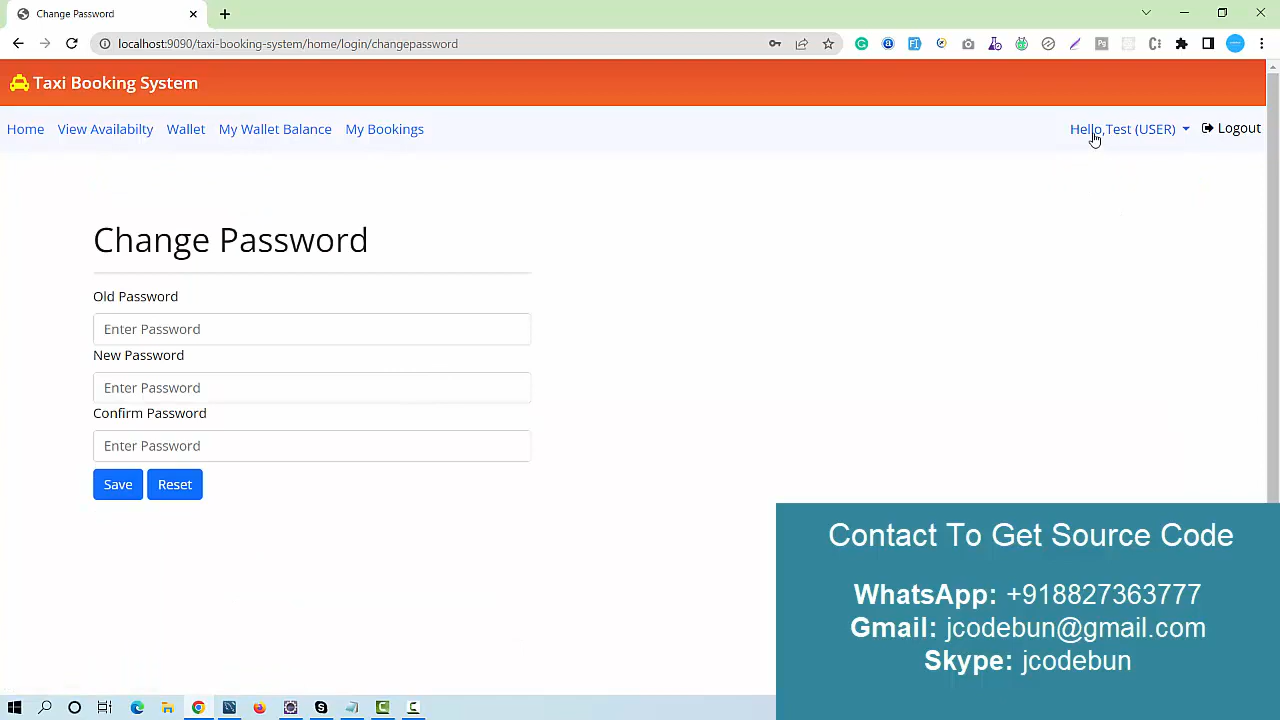 Change Password
localhost:9090/taxi-booking-system/home/login/changepassword
Taxi Booking System
Home View Availabilty Wallet My Wallet Balance My Bookings Hello,Test (USER) Logout
Change Password
Old Password
Enter Password
New Password
Enter Password
Confirm Password
Enter Password
Save Reset
Contact To Get Source Code
WhatsApp: +918827363777
Gmail: jcodebun@gmail.com
Skype: jcodebun